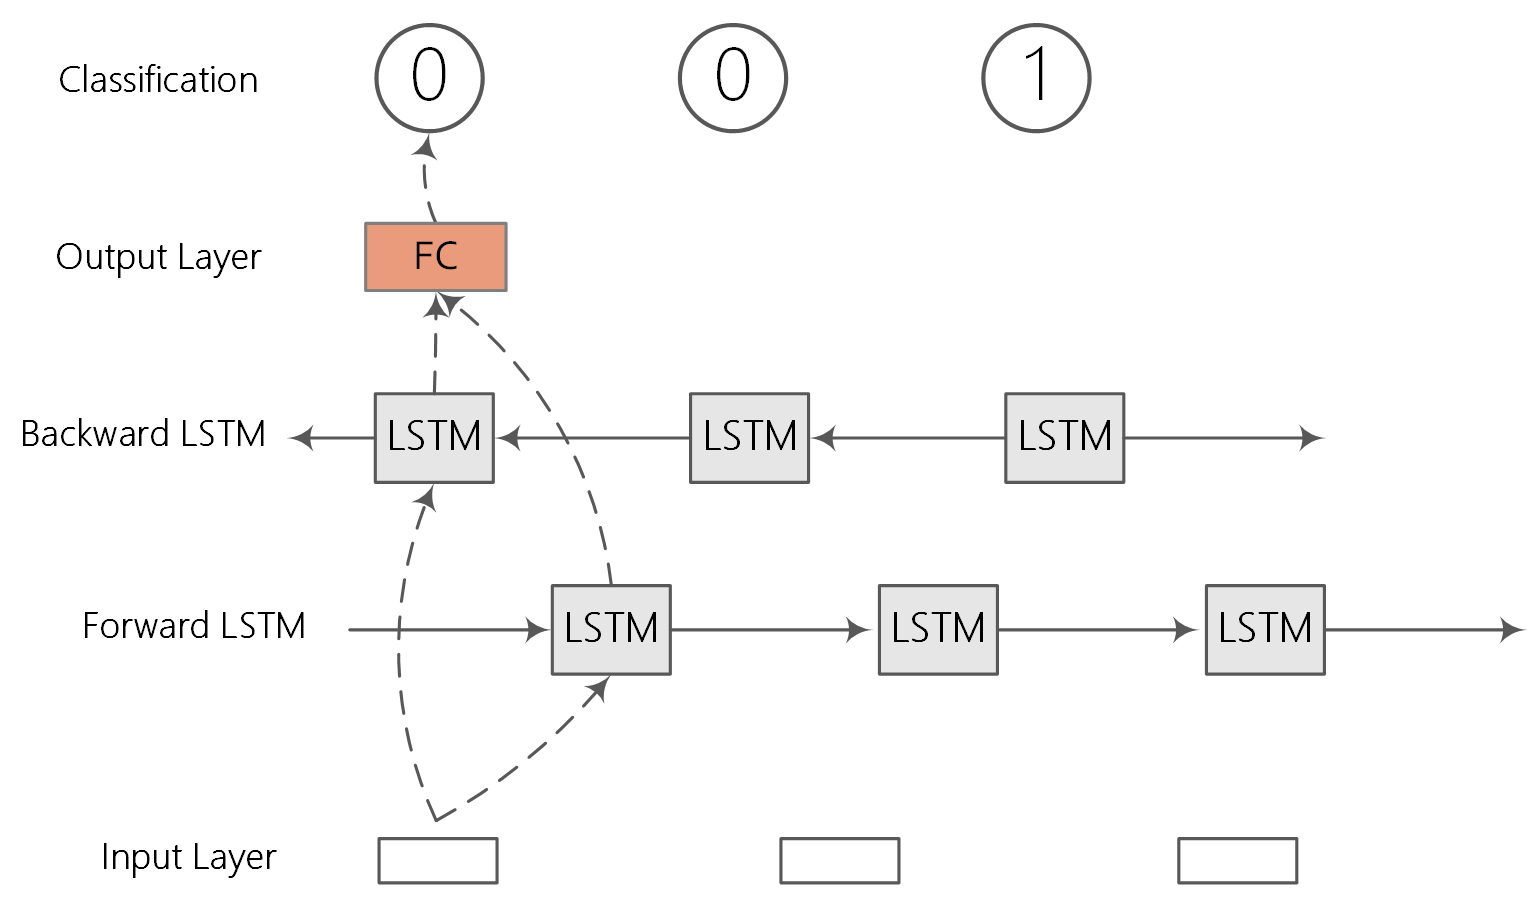 Classification 0 0 1
Output Layer FC
Backward LSTM LSTM LSTM LSTM
Forward LSTM LSTM LSTM LSTM
Input Layer